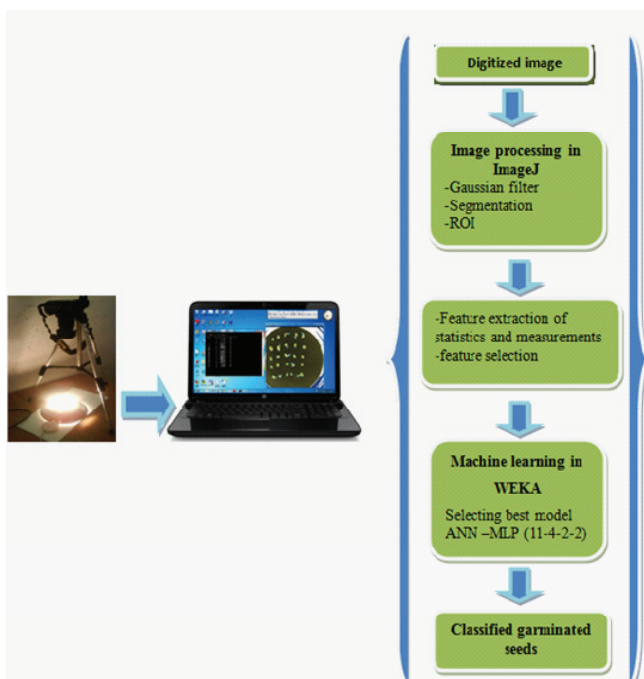 Digitized image
Image processing in
ImageJ
-Gaussian filter
-Segmentation
-ROI
-Feature extraction of
statistics and measurements
-feature selection
Machine learning in
WEKA
Selecting best model
ANN –MLP (11-4-2-2)
Classified garminated
seeds